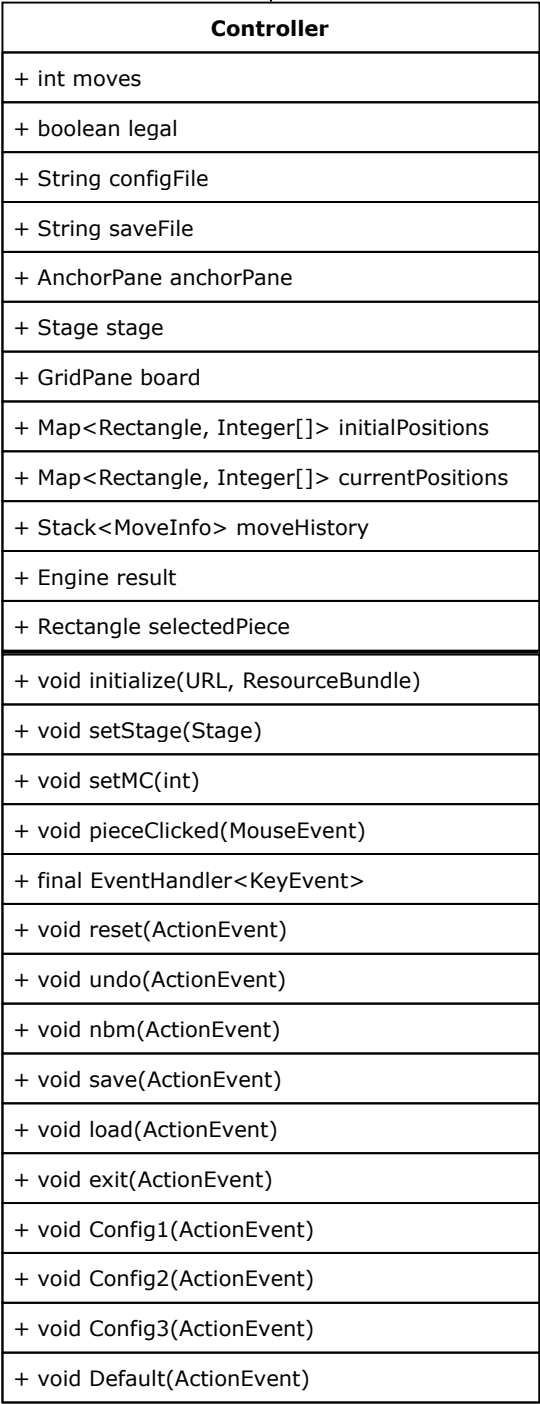 Controller
+ int moves
+ boolean legal
+ String configFile
+ String saveFile
+ AnchorPane anchorPane
+ Stage stage
+ GridPane board
+ Map<Rectangle, Integer[]> initialPositions
+ Map<Rectangle, Integer[]> currentPositions
+ Stack<MoveInfo> moveHistory
+ Engine result
+ Rectangle selectedPiece
+ void initialize(URL, ResourceBundle)
+ void setStage(Stage)
+ void setMC(int)
+ void pieceClicked(MouseEvent)
+ final EventHandler<KeyEvent>
+ void reset(ActionEvent)
+ void undo(ActionEvent)
+ void nbm(ActionEvent)
+ void save(ActionEvent)
+ void load(ActionEvent)
+ void exit(ActionEvent)
+ void Config1(ActionEvent)
+ void Config2(ActionEvent)
+ void Config3(ActionEvent)
+ void Default(ActionEvent)